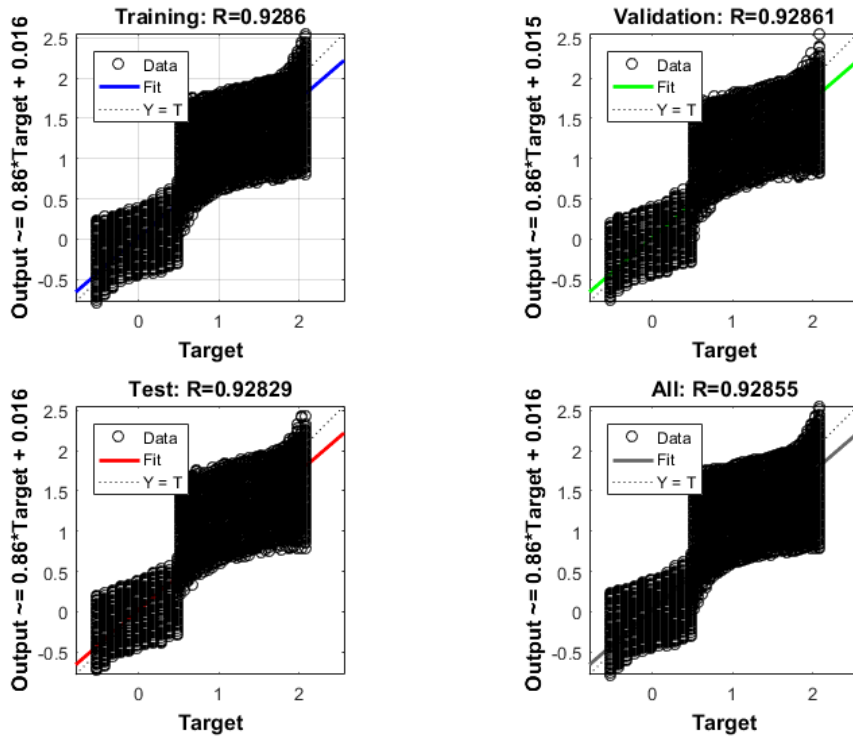 Training: R=0.9286
Output ~= 0.86*Target + 0.016
2.5
2
1.5
1
0.5
0
-0.5
Data
Fit
Y = T
0
1
2
Target
Validation: R=0.92861
Output ~= 0.86*Target + 0.015
2.5
2
1.5
1
0.5
0
-0.5
Data
Fit
Y = T
0
1
2
Target
Test: R=0.92829
Output ~= 0.86*Target + 0.016
2.5
2
1.5
1
0.5
0
-0.5
Data
Fit
Y = T
0
1
2
Target
All: R=0.92855
Output ~= 0.86*Target + 0.016
2.5
2
1.5
1
0.5
0
-0.5
Data
Fit
Y = T
0
1
2
Target